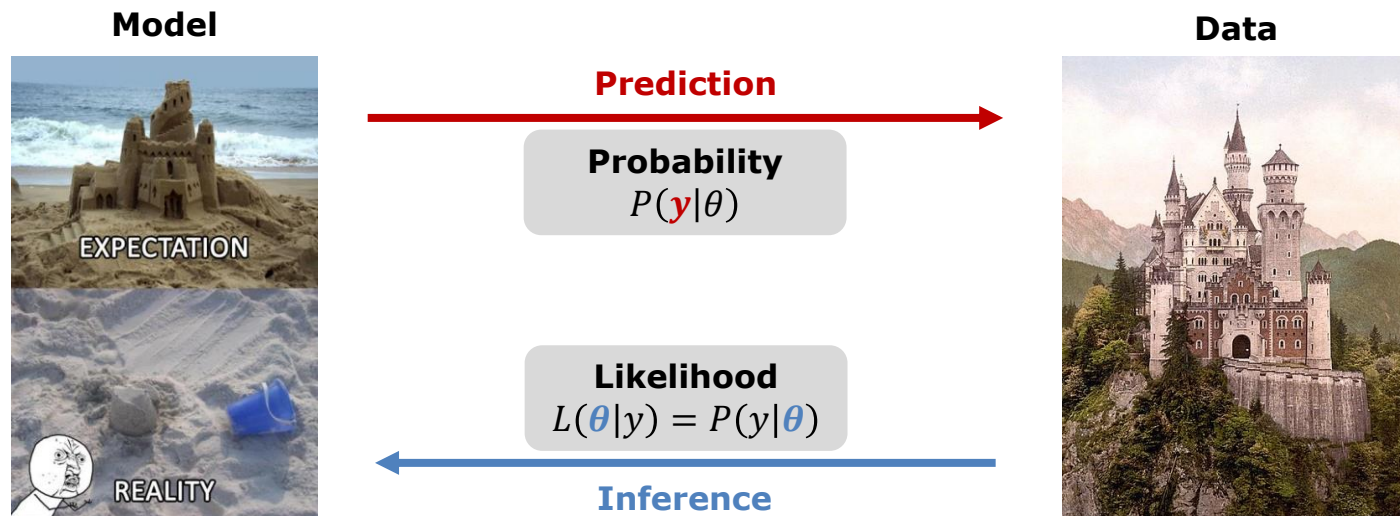 Model
Data
Prediction
Probability
P(y|θ)
EXPECTATION
Likelihood
L(θ|y) = P(y|θ)
Inference
REALITY